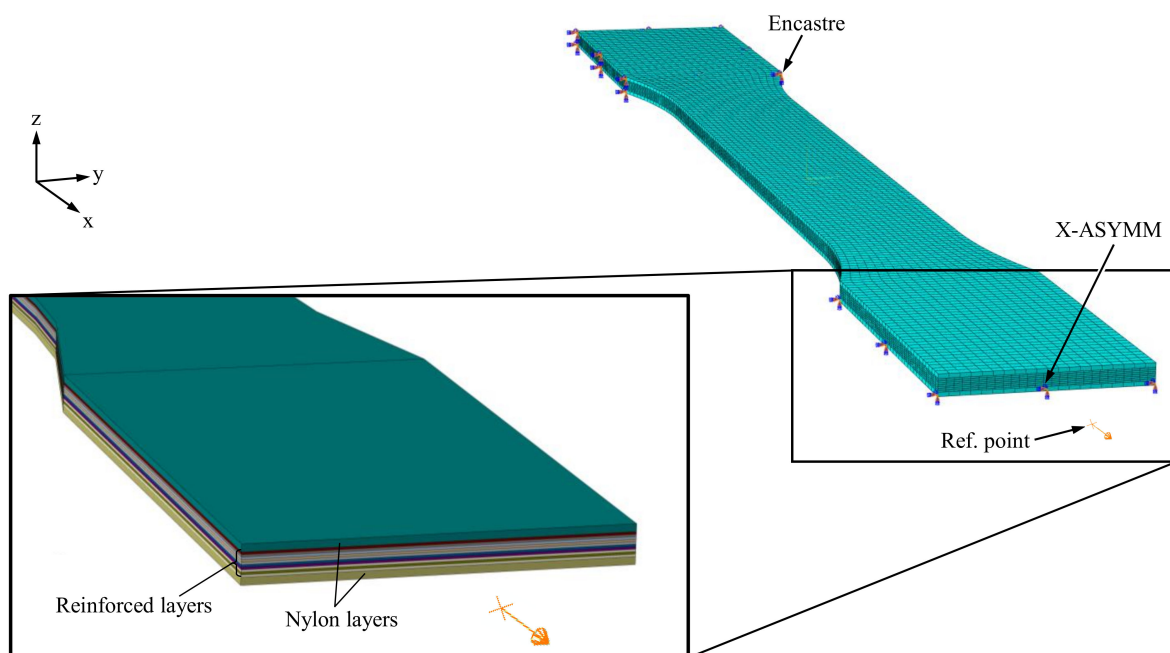 Encastre
z
y
x
X-ASYMM
Ref. point
Reinforced layers
Nylon layers